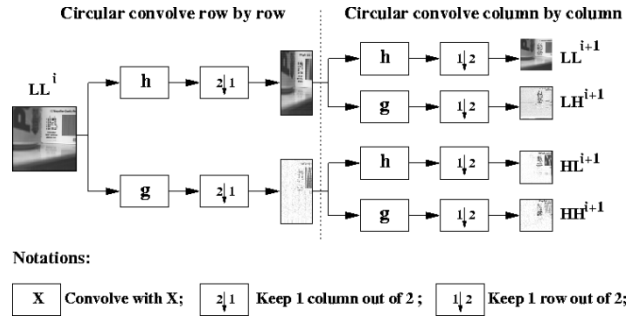 Circular convolve row by row
Circular convolve column by column
LL^i
h
2↓1
h
1↓2
LL^{i+1}
g
1↓2
LH^{i+1}
g
2↓1
h
1↓2
HL^{i+1}
g
1↓2
HH^{i+1}
Notations:
X Convolve with X;
2↓1 Keep 1 column out of 2 ;
1↓2 Keep 1 row out of 2;